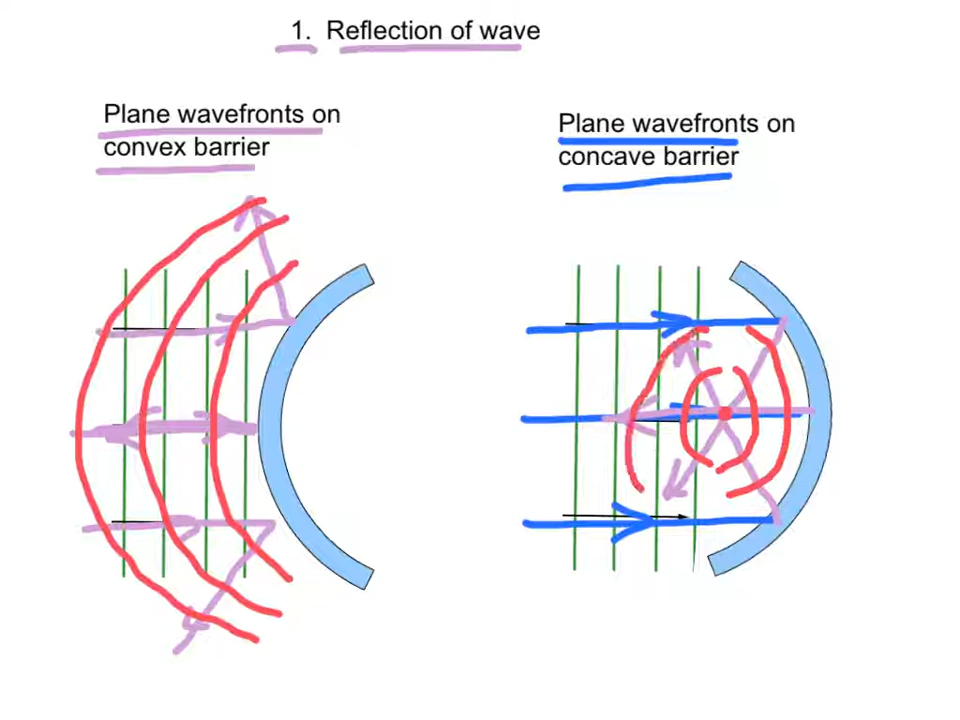 1. Reflection of wave
Plane wavefronts on
convex barrier
Plane wavefronts on
concave barrier